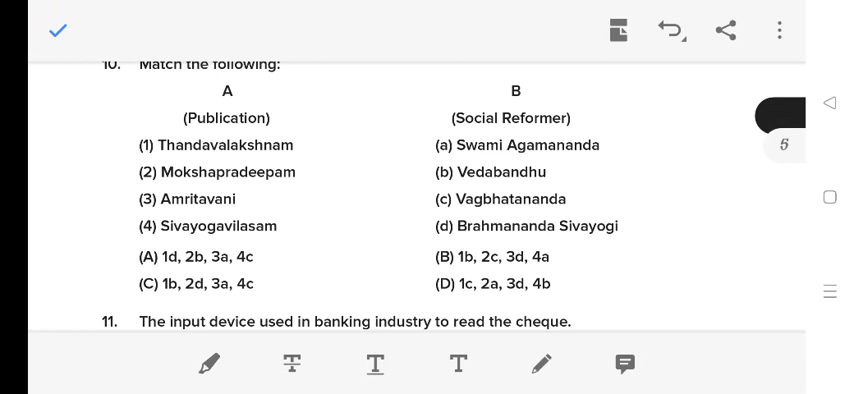 10. Match the following:
A B
(Publication) (Social Reformer)
(1) Thandavalakshnam (a) Swami Agamananda
(2) Mokshapradeepam (b) Vedabandhu
(3) Amritavani (c) Vagbhatananda
(4) Sivayogavilasam (d) Brahmananda Sivayogi
(A) 1d, 2b, 3a, 4c (B) 1b, 2c, 3d, 4a
(C) 1b, 2d, 3a, 4c (D) 1c, 2a, 3d, 4b
11. The input device used in banking industry to read the cheque.
5
T T T